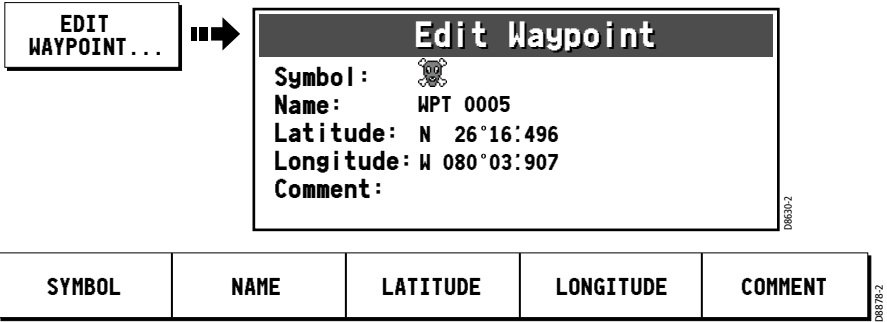 EDIT
WAYPOINT...
Edit Waypoint
Symbol:
Name: WPT 0005
Latitude: N 26°16'.496
Longitude: W 080°03'.907
Comment:
D8630-2
SYMBOL NAME LATITUDE LONGITUDE COMMENT
D8878-2